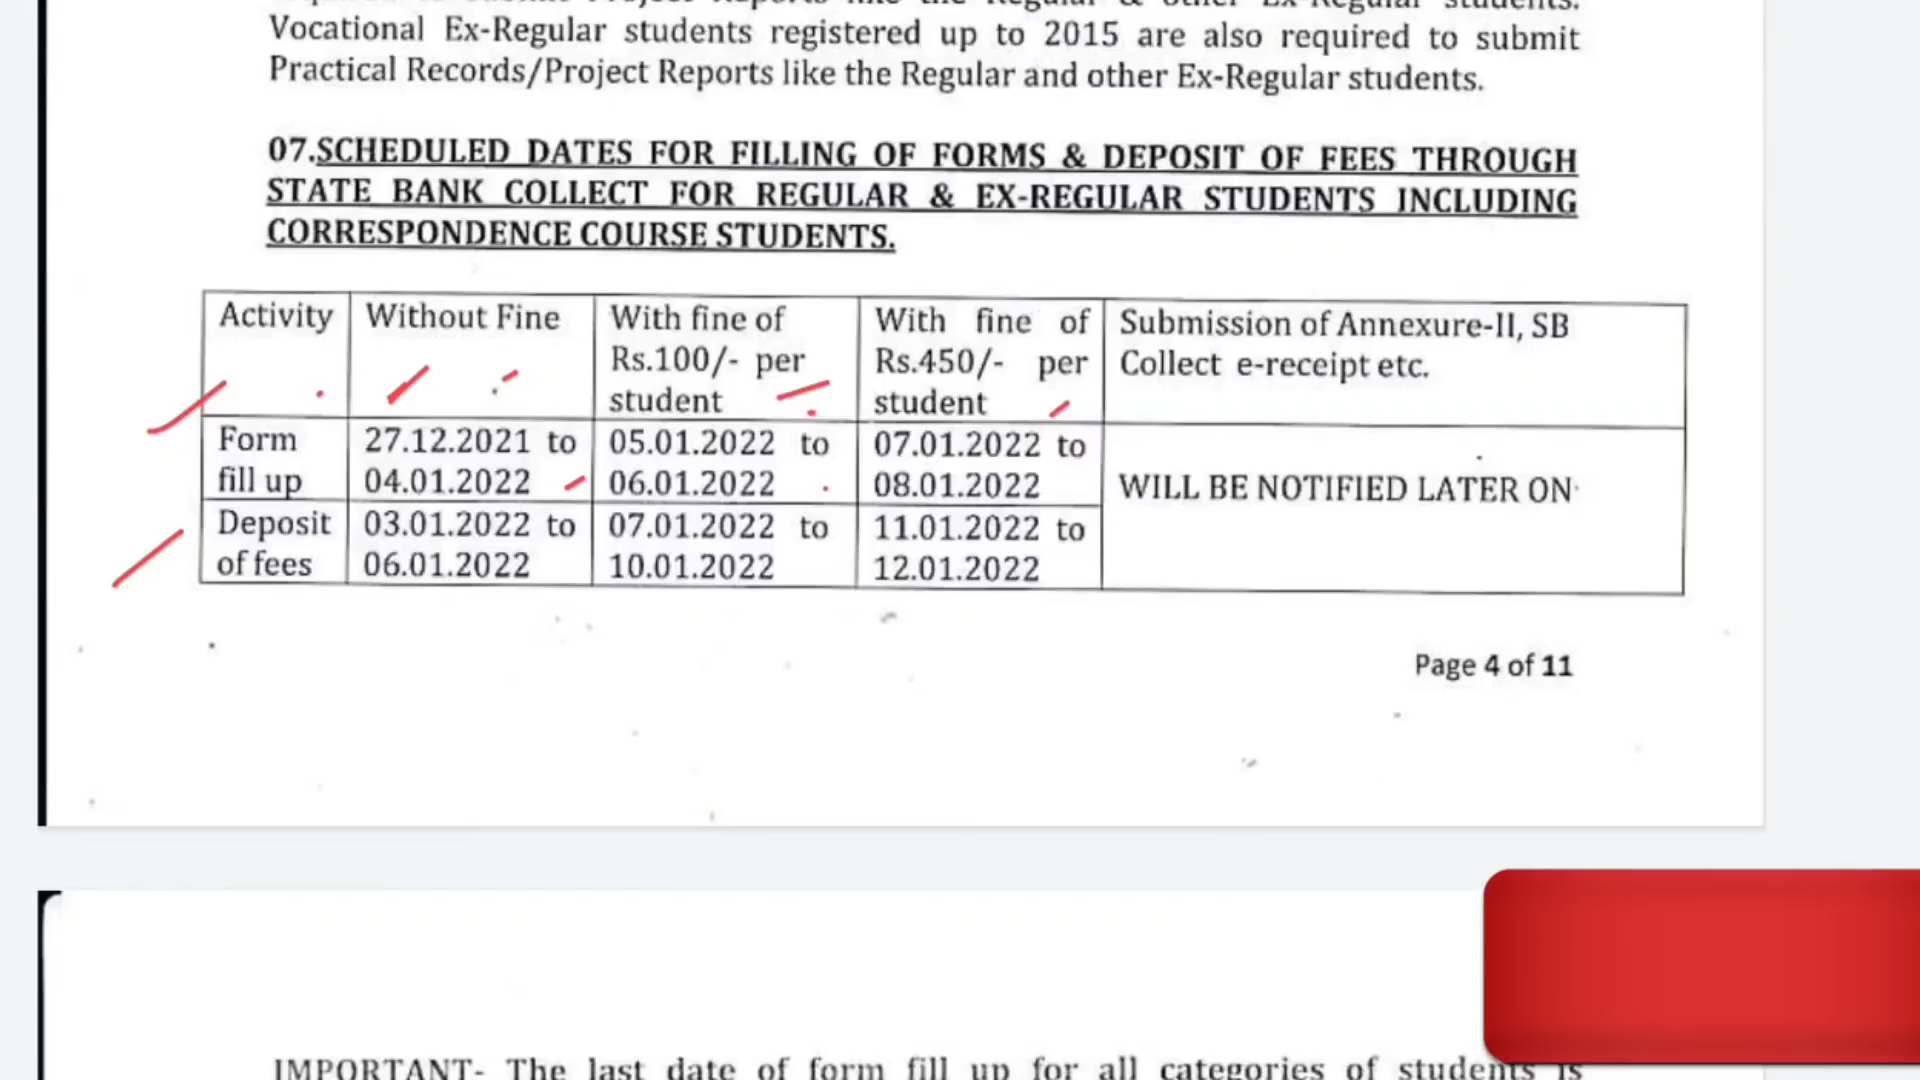 Vocational Ex-Regular students registered up to 2015 are also required to submit
Practical Records/Project Reports like the Regular and other Ex-Regular students.
07.SCHEDULED DATES FOR FILLING OF FORMS & DEPOSIT OF FEES THROUGH
STATE BANK COLLECT FOR REGULAR & EX-REGULAR STUDENTS INCLUDING
CORRESPONDENCE COURSE STUDENTS.
Activity
Without Fine
With fine of
Rs.100/- per
student
With fine of
Rs.450/- per
student
Submission of Annexure-II, SB
Collect e-receipt etc.
Form
fill up
27.12.2021 to
04.01.2022
05.01.2022 to
06.01.2022
07.01.2022 to
08.01.2022
WILL BE NOTIFIED LATER ON
Deposit
of fees
03.01.2022 to
06.01.2022
07.01.2022 to
10.01.2022
11.01.2022 to
12.01.2022
Page 4 of 11
IMPORTANT- The last date of form fill up for all categories of students is